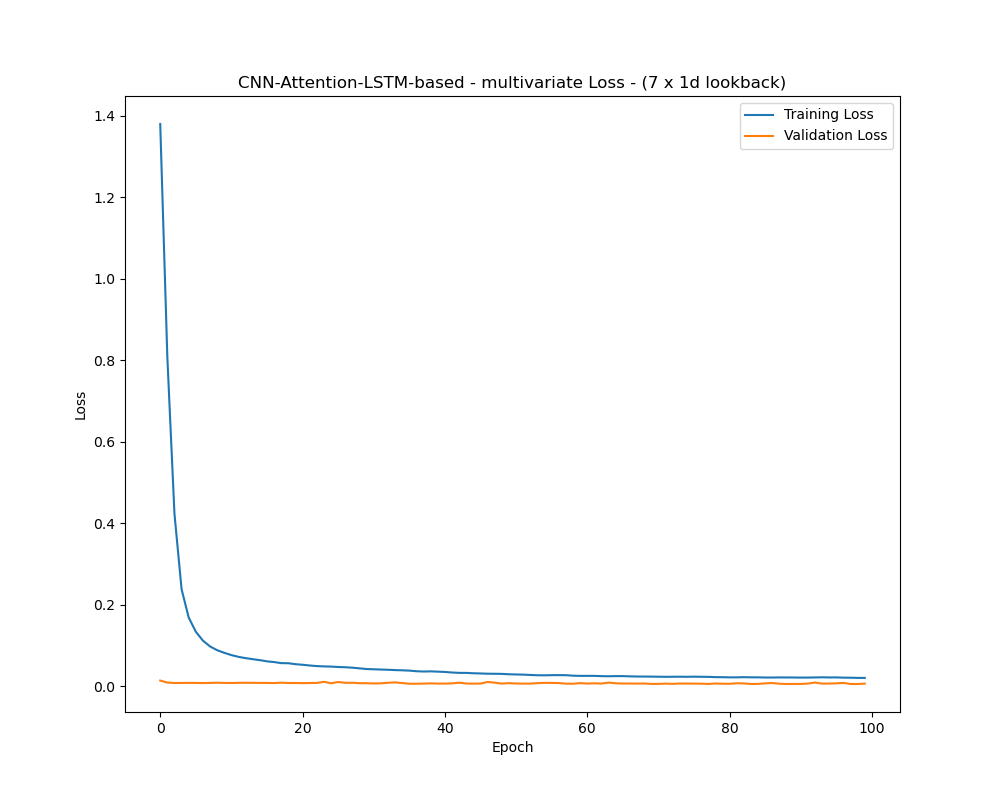 CNN-Attention-LSTM-based - multivariate Loss - (7 x 1d lookback)
Training Loss
Validation Loss
1.4
1.2
1.0
0.8
0.6
0.4
0.2
0.0
Loss
0 20 40 60 80 100
Epoch